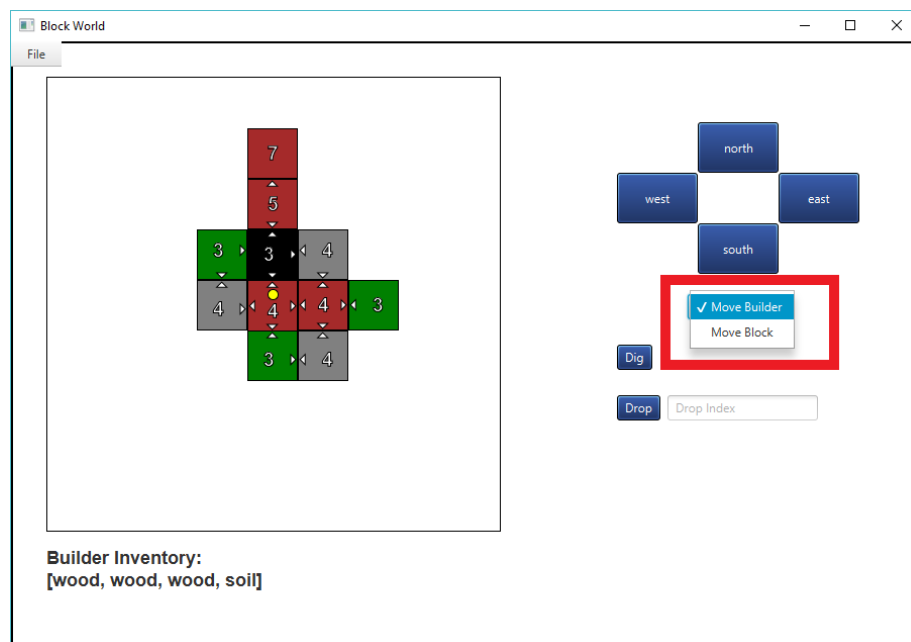 Block World
File
7
north
5
west
east
3
3
4
south
4
4
4
3
✓ Move Builder
Move Block
3
4
Dig
Drop
Drop Index
Builder Inventory:
[wood, wood, wood, soil]